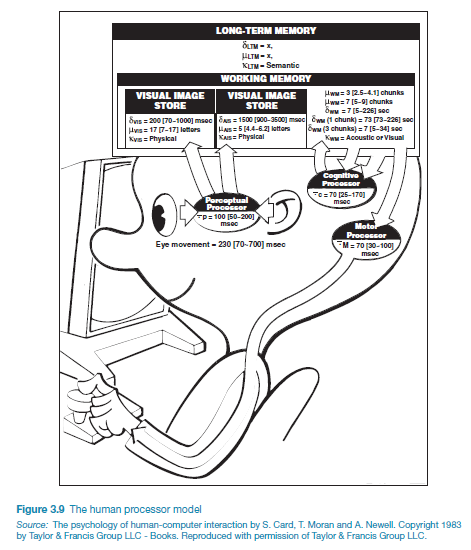 LONG-TERM MEMORY
δLTM = x,
μLTM = x,
κLTM = Semantic
WORKING MEMORY
VISUAL IMAGE
STORE
δVIS = 200 [70–1000] msec
μVIS = 17 [7–17] letters
κVIS = Physical
VISUAL IMAGE
STORE
δAIS = 1500 [900–3500] msec
μAIS = 5 [4.4–6.2] letters
κAIS = Physical
μWM = 3 [2.5–4.1] chunks
μWM = 7 [5–9] chunks
δWM = 7 [5–226] sec
δWM (1 chunk) = 73 [73–226] sec
δWM (3 chunks) = 7 [5–34] sec
κWM = Acoustic or Visual
Cognitive
Processor
τc = 70 [25–170]
msec
Perceptual
Processor
τp = 100 [50–200]
msec
Motor
Processor
τM = 70 [30–100]
msec
Eye movement = 230 [70–700] msec
Figure 3.9 The human processor model
Source: The psychology of human-computer interaction by S. Card, T. Moran and A. Newell. Copyright 1983
by Taylor & Francis Group LLC - Books. Reproduced with permission of Taylor & Francis Group LLC.